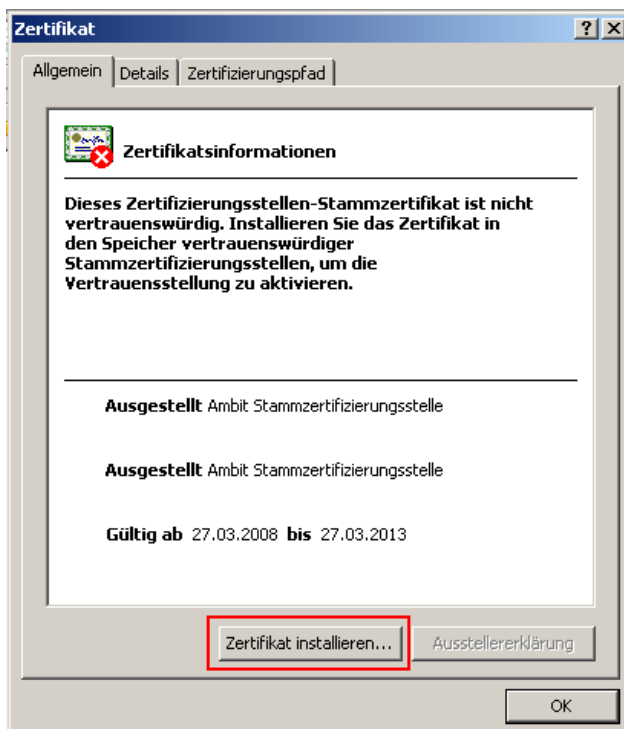 Zertifikat
Allgemein Details Zertifizierungspfad
Zertifikatsinformationen
Dieses Zertifizierungsstellen-Stammzertifikat ist nicht
vertrauenswürdig. Installieren Sie das Zertifikat in
den Speicher vertrauenswürdiger
Stammzertifizierungsstellen, um die
Vertrauensstellung zu aktivieren.
Ausgestellt Ambit Stammzertifizierungsstelle
Ausgestellt Ambit Stammzertifizierungsstelle
Gültig ab 27.03.2008 bis 27.03.2013
Zertifikat installieren... Ausstellererklärung
OK